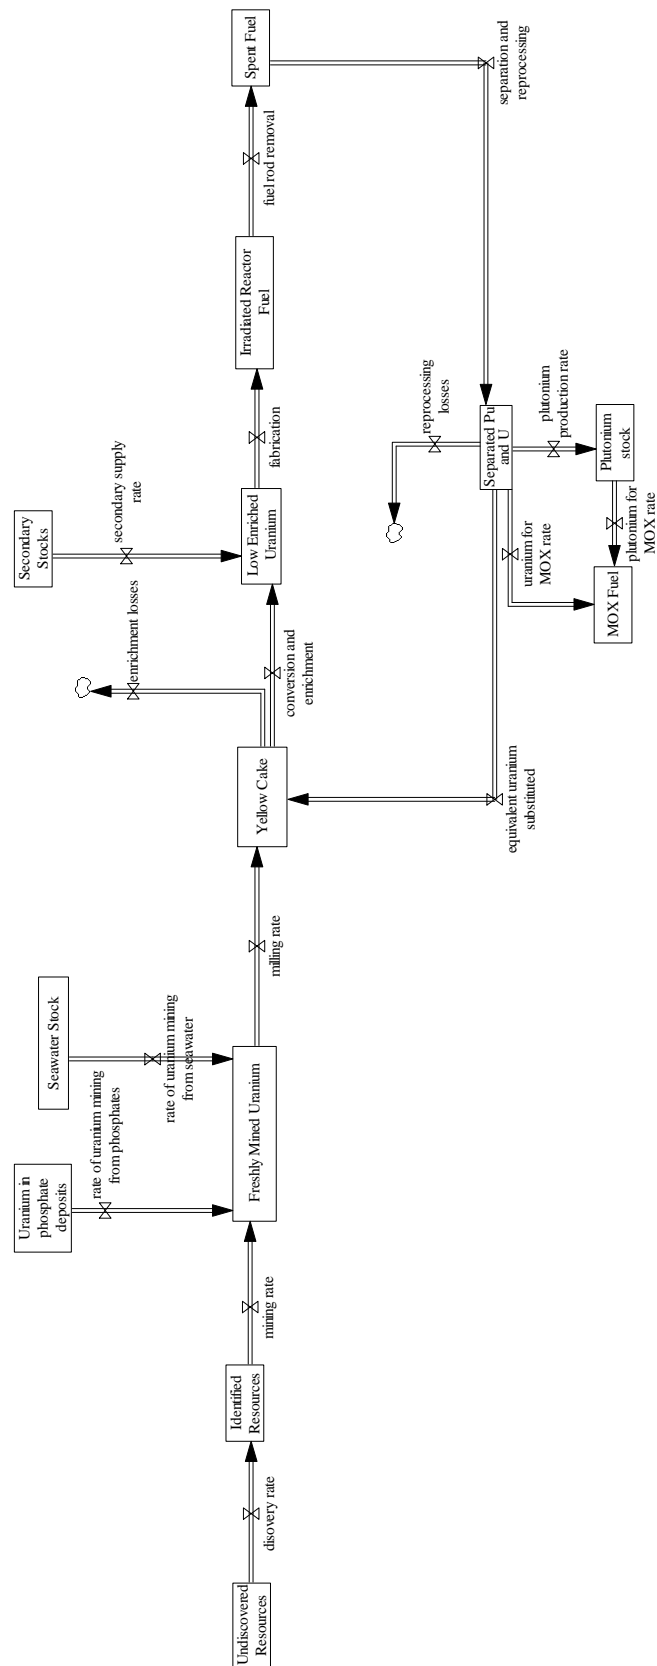 Undiscovered
Resources
disovery rate
Identified
Resources
mining rate
Uranium in
phosphate
deposits
rate of uranium mining
from phosphates
Seawater Stock
rate of uranium mining
from seawater
Freshly Mined Uranium
milling rate
Yellow Cake
enrichment losses
conversion and
enrichment
Secondary
Stocks
secondary supply
rate
Low Enriched
Uranium
fabrication
Irradiated Reactor
Fuel
fuel rod removal
Spent Fuel
separation and
reprocessing
Separated Pu
and U
reprocessing
losses
plutonium
production rate
Plutonium
stock
plutonium for
MOX rate
uranium for
MOX rate
MOX Fuel
equivalent uranium
substituted